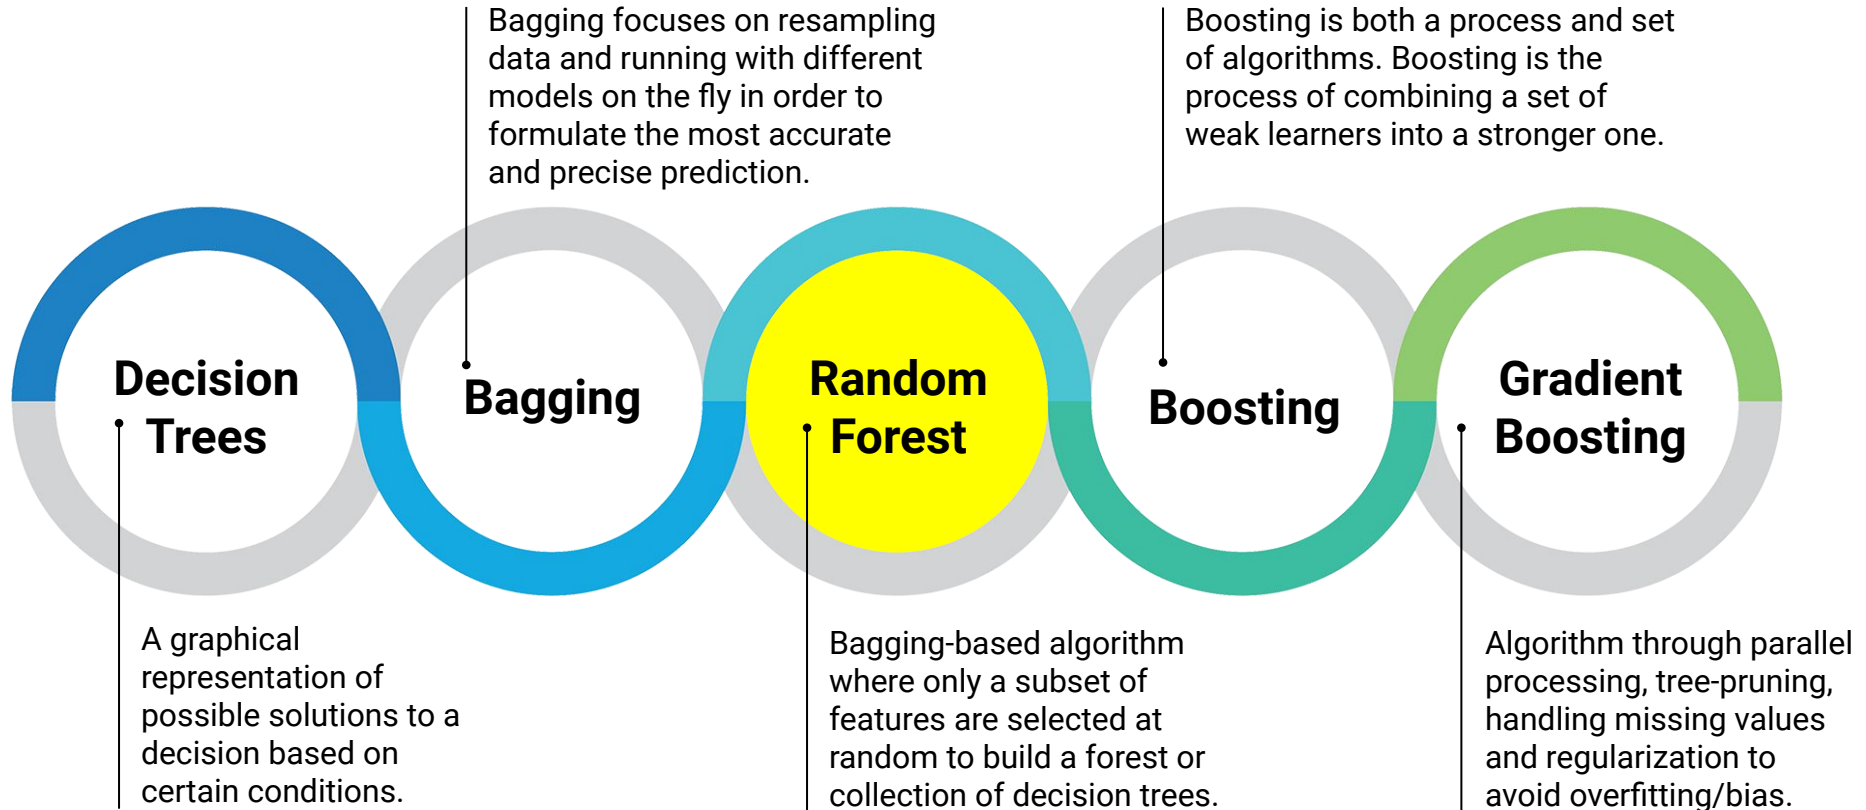 Bagging focuses on resampling
data and running with different
models on the fly in order to
formulate the most accurate
and precise prediction.
Boosting is both a process and set
of algorithms. Boosting is the
process of combining a set of
weak learners into a stronger one.
Decision
Trees
Bagging
Random
Forest
Boosting
Gradient
Boosting
A graphical
representation of
possible solutions to a
decision based on
certain conditions.
Bagging-based algorithm
where only a subset of
features are selected at
random to build a forest or
collection of decision trees.
Algorithm through parallel
processing, tree-pruning,
handling missing values
and regularization to
avoid overfitting/bias.